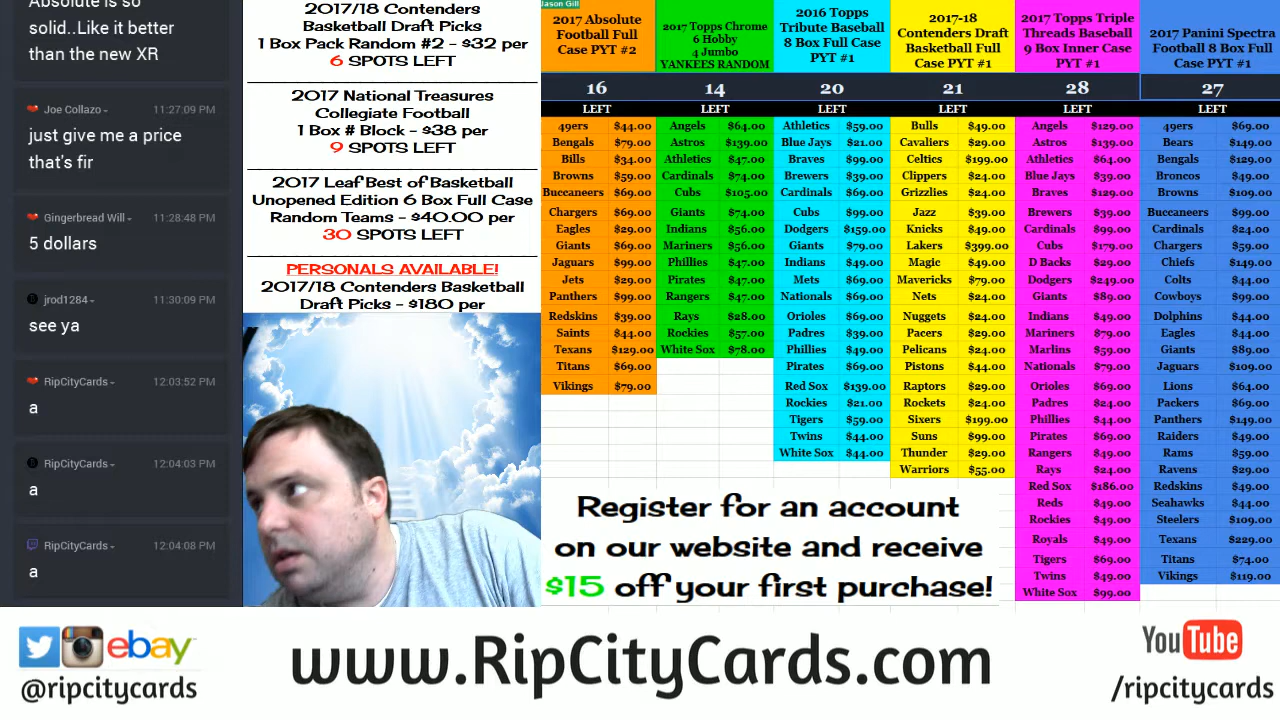 Absolute is so
solid..Like it better
than the new XR
Joe Collazo 11:27:09 PM
just give me a price
that's fir
Gingerbread Will 11:28:48 PM
5 dollars
jrod1284 11:30:09 PM
see ya
RipCityCards 12:03:52 PM
a
RipCityCards 12:04:03 PM
a
RipCityCards 12:04:08 PM
a
2017/18 Contenders
Basketball Draft Picks
1 Box Pack Random #2 - $32 per
6 SPOTS LEFT
2017 National Treasures
Collegiate Football
1 Box # Block - $38 per
9 SPOTS LEFT
2017 Leaf Best of Basketball
Unopened Edition 6 Box Full Case
Random Teams - $40.00 per
30 SPOTS LEFT
PERSONALS AVAILABLE!
2017/18 Contenders Basketball
Draft Picks - $180 per
Jason Gill
2017 Absolute
Football Full
Case PYT #2
16
LEFT
49ers $44.00
Bengals $79.00
Bills $34.00
Browns $59.00
Buccaneers $69.00
Chargers $69.00
Eagles $29.00
Giants $69.00
Jaguars $99.00
Jets $29.00
Panthers $99.00
Redskins $39.00
Saints $44.00
Texans $129.00
Titans $69.00
Vikings $79.00
2017 Topps Chrome
6 Hobby
4 Jumbo
YANKEES RANDOM
14
LEFT
Angels $64.00
Astros $139.00
Athletics $47.00
Cardinals $74.00
Cubs $105.00
Giants $74.00
Indians $56.00
Mariners $56.00
Phillies $47.00
Pirates $47.00
Rangers $47.00
Rays $28.00
Rockies $57.00
White Sox $78.00
2016 Topps
Tribute Baseball
8 Box Full Case
PYT #1
20
LEFT
Athletics $59.00
Blue Jays $21.00
Braves $99.00
Brewers $39.00
Cardinals $69.00
Cubs $99.00
Dodgers $159.00
Giants $79.00
Indians $49.00
Mets $69.00
Nationals $69.00
Orioles $69.00
Padres $39.00
Phillies $49.00
Pirates $69.00
Red Sox $139.00
Rockies $21.00
Tigers $59.00
Twins $44.00
White Sox $44.00
2017-18
Contenders Draft
Basketball Full
Case PYT #1
21
LEFT
Bulls $49.00
Cavaliers $29.00
Celtics $199.00
Clippers $24.00
Grizzlies $24.00
Jazz $39.00
Knicks $49.00
Lakers $399.00
Magic $49.00
Mavericks $79.00
Nets $24.00
Nuggets $24.00
Pacers $29.00
Pelicans $24.00
Pistons $44.00
Raptors $29.00
Rockets $24.00
Sixers $199.00
Suns $99.00
Thunder $29.00
Warriors $55.00
2017 Topps Triple
Threads Baseball
9 Box Inner Case
PYT #1
28
LEFT
Angels $129.00
Astros $139.00
Athletics $64.00
Blue Jays $39.00
Braves $129.00
Brewers $39.00
Cardinals $99.00
Cubs $179.00
D Backs $29.00
Dodgers $249.00
Giants $89.00
Indians $49.00
Mariners $79.00
Marlins $59.00
Nationals $79.00
Orioles $69.00
Padres $24.00
Phillies $44.00
Pirates $69.00
Rangers $49.00
Rays $24.00
Red Sox $186.00
Reds $49.00
Rockies $49.00
Royals $49.00
Tigers $69.00
Twins $49.00
White Sox $99.00
2017 Panini Spectra
Football 8 Box Full
Case PYT #1
27
LEFT
49ers $69.00
Bears $149.00
Bengals $129.00
Broncos $49.00
Browns $109.00
Buccaneers $99.00
Cardinals $24.00
Chargers $59.00
Chiefs $149.00
Colts $44.00
Cowboys $99.00
Dolphins $44.00
Eagles $44.00
Giants $89.00
Jaguars $109.00
Lions $64.00
Packers $69.00
Panthers $149.00
Raiders $49.00
Rams $59.00
Ravens $29.00
Redskins $49.00
Seahawks $44.00
Steelers $109.00
Texans $229.00
Titans $74.00
Vikings $119.00
Register for an account
on our website and receive
$15 off your first purchase!
ebay
@ripcitycards
www.RipCityCards.com
YouTube
/ripcitycards